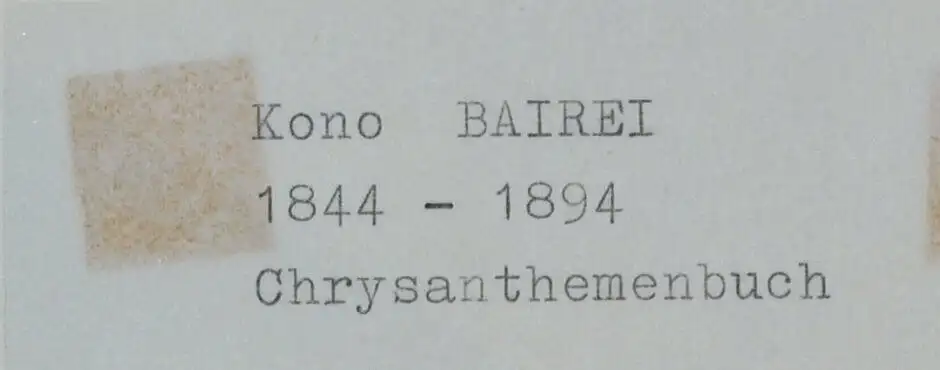 Kono BAIREI
1844 - 1894
Chrysanthemenbuch